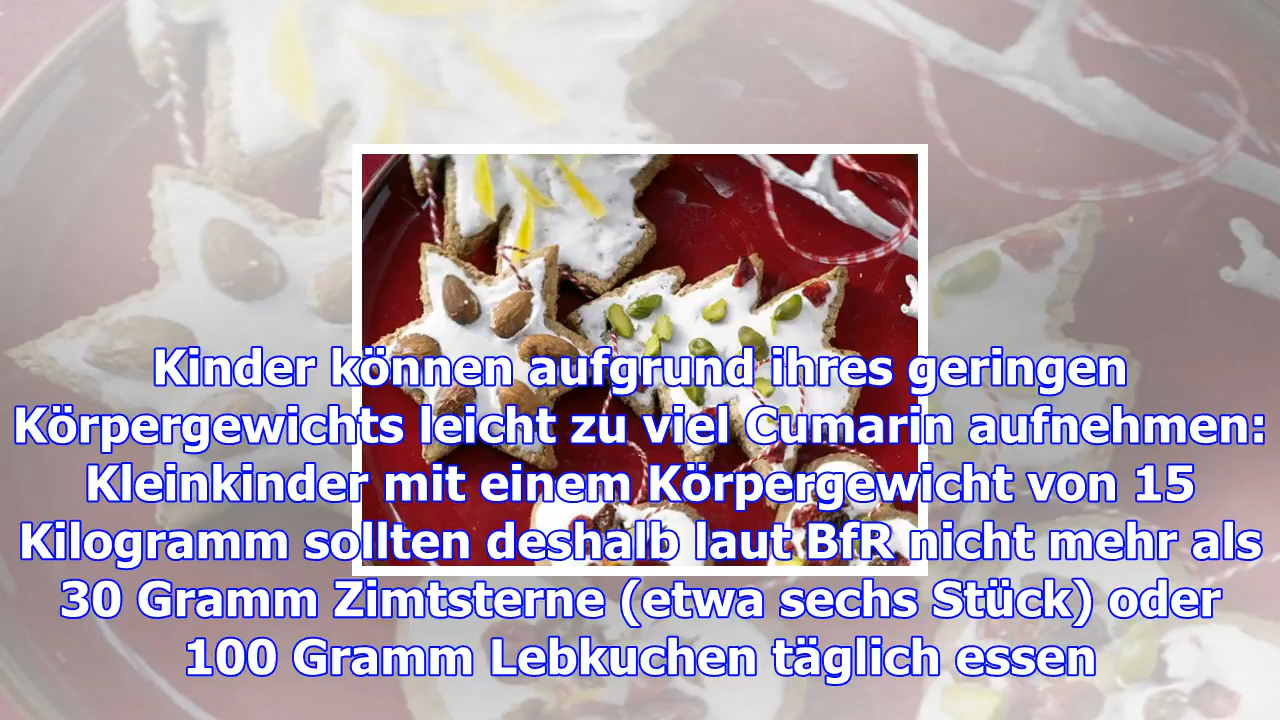 Kinder können aufgrund ihres geringen
Körpergewichts leicht zu viel Cumarin aufnehmen:
Kleinkinder mit einem Körpergewicht von 15
Kilogramm sollten deshalb laut BfR nicht mehr als
30 Gramm Zimtsterne (etwa sechs Stück) oder
100 Gramm Lebkuchen täglich essen